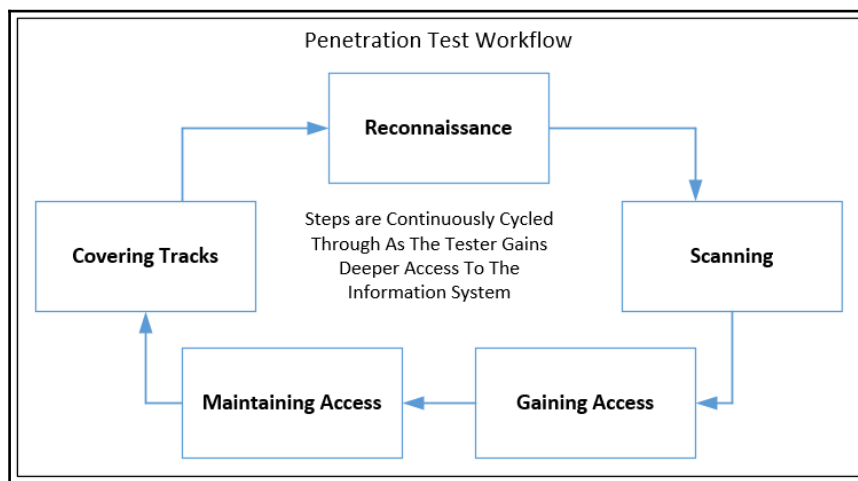 Penetration Test Workflow
Reconnaissance
Steps are Continuously Cycled
Through As The Tester Gains
Deeper Access To The
Information System
Covering Tracks
Scanning
Maintaining Access
Gaining Access